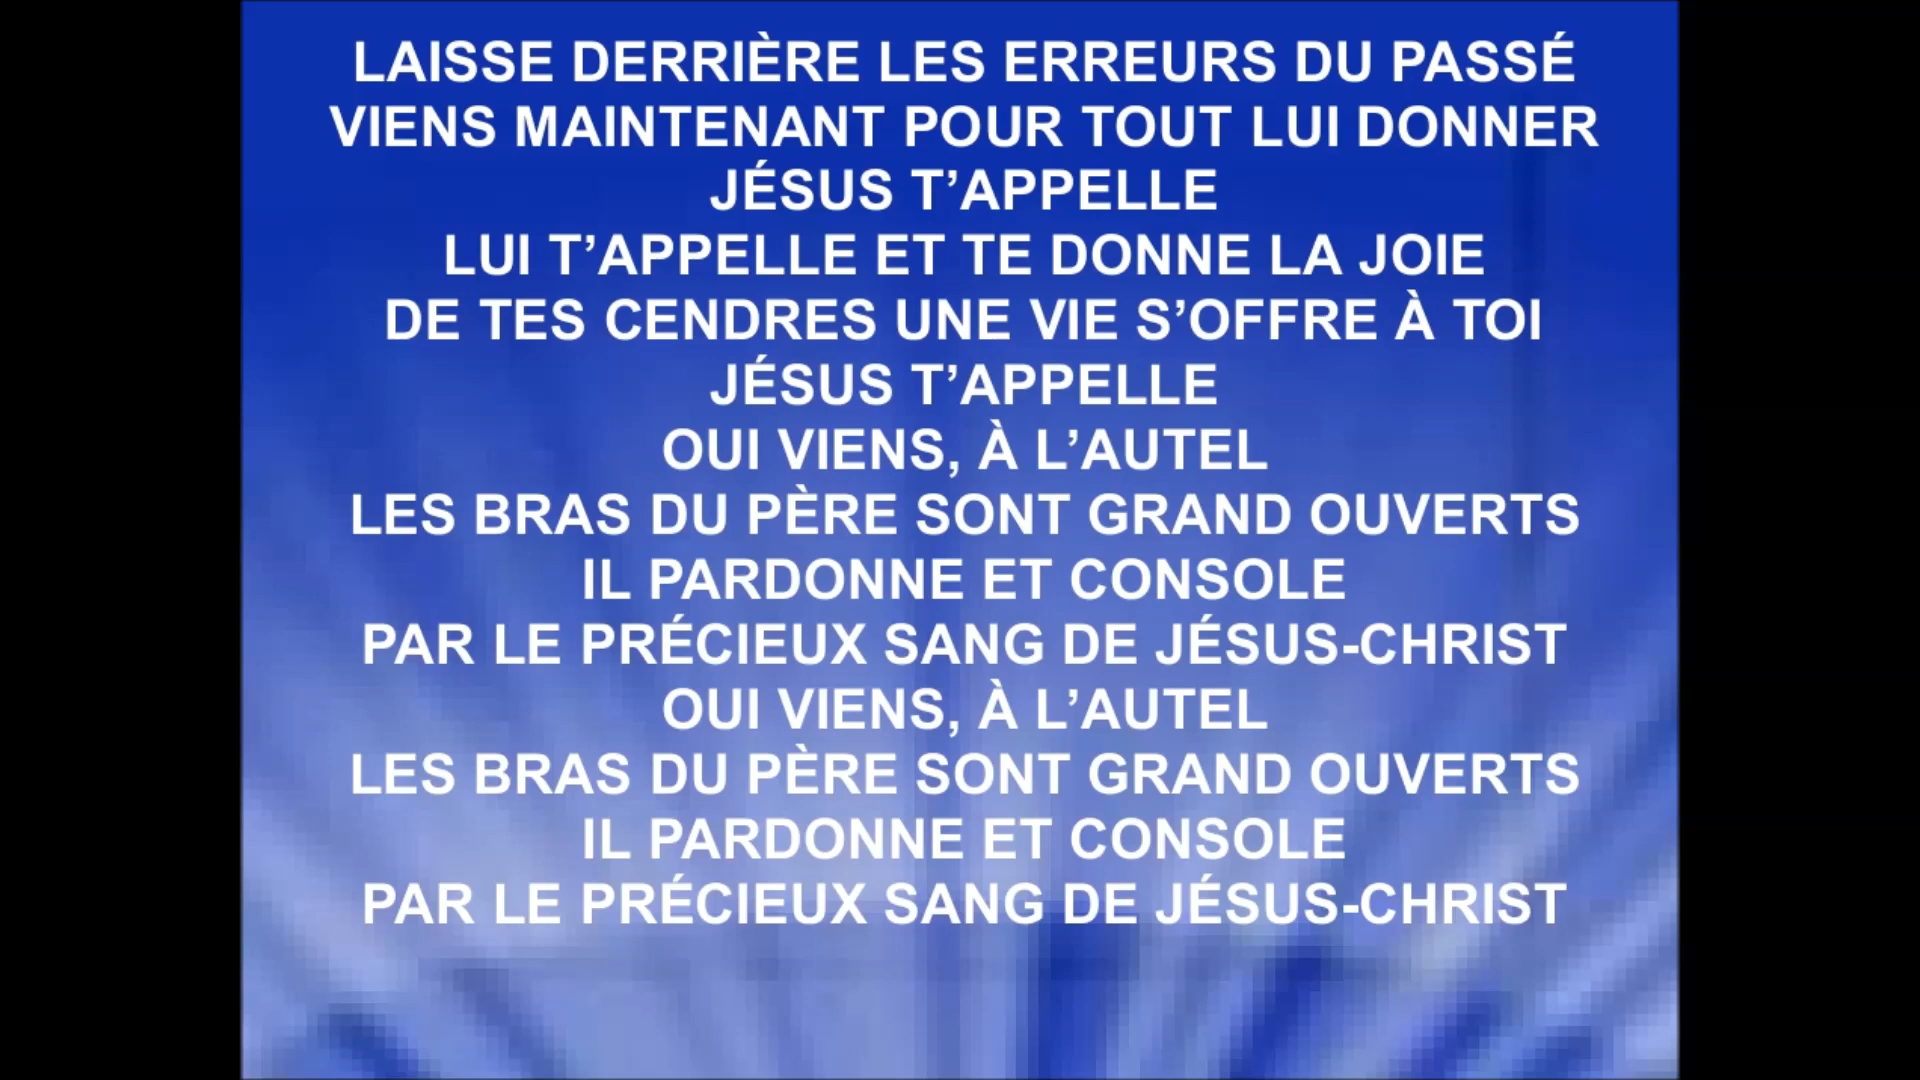 LAISSE DERRIÈRE LES ERREURS DU PASSÉ
VIENS MAINTENANT POUR TOUT LUI DONNER
JÉSUS T’APPELLE
LUI T’APPELLE ET TE DONNE LA JOIE
DE TES CENDRES UNE VIE S’OFFRE À TOI
JÉSUS T’APPELLE
OUI VIENS, À L’AUTEL
LES BRAS DU PÈRE SONT GRAND OUVERTS
IL PARDONNE ET CONSOLE
PAR LE PRÉCIEUX SANG DE JÉSUS-CHRIST
OUI VIENS, À L’AUTEL
LES BRAS DU PÈRE SONT GRAND OUVERTS
IL PARDONNE ET CONSOLE
PAR LE PRÉCIEUX SANG DE JÉSUS-CHRIST